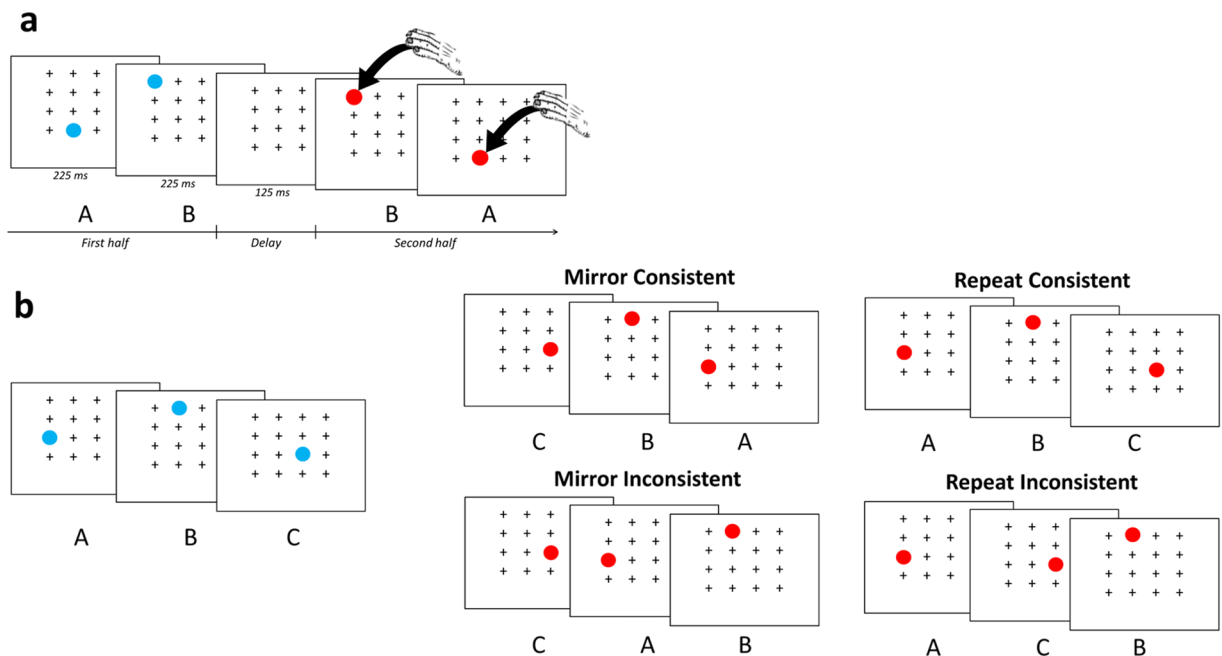 a
225 ms
225 ms
125 ms
A B B A
First half Delay Second half
b
Mirror Consistent Repeat Consistent
C B A A B C
Mirror Inconsistent Repeat Inconsistent
A B C
C A B A C B